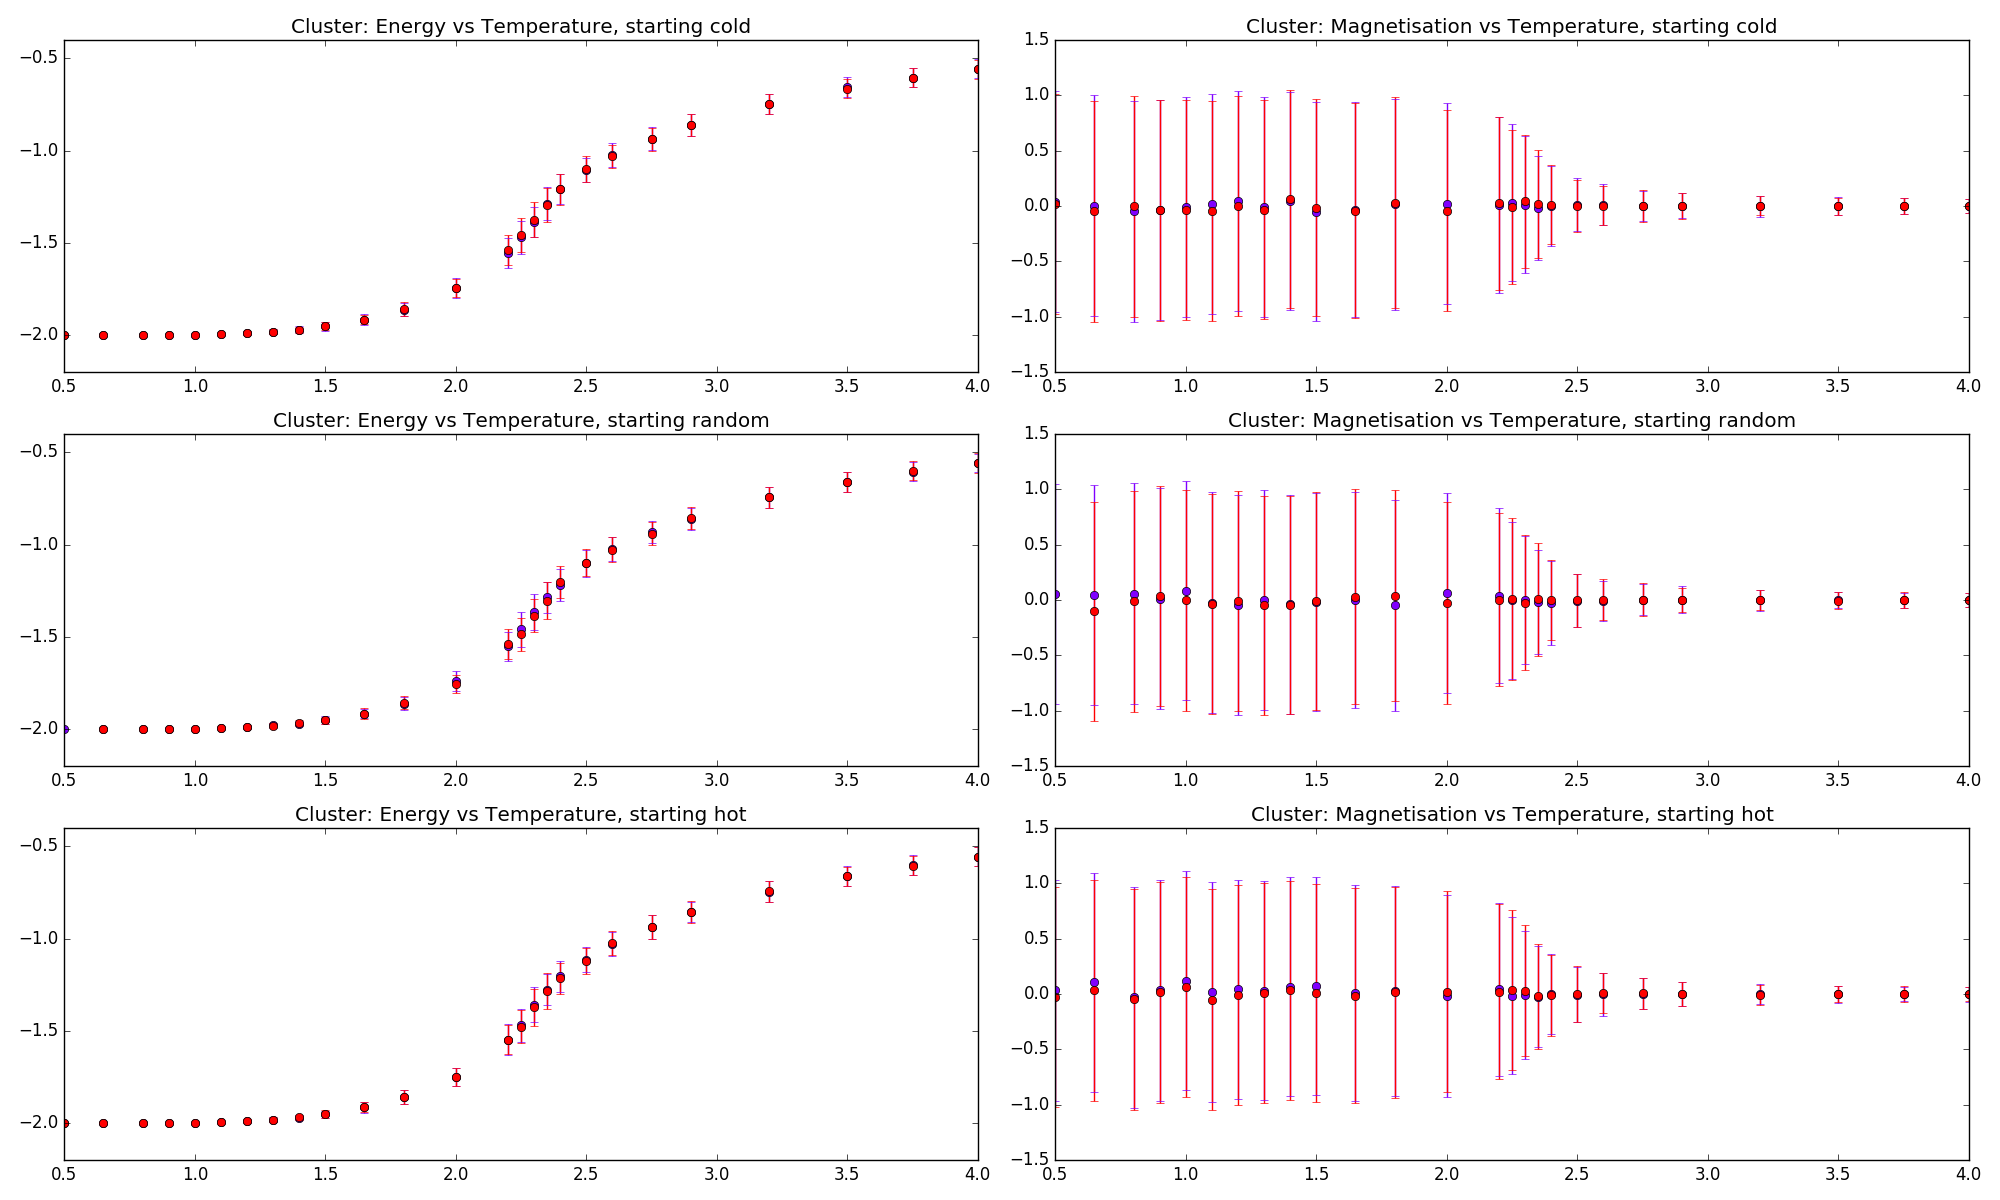 Cluster: Energy vs Temperature, starting cold
−0.5
−1.0
−1.5
−2.0
0.5 1.0 1.5 2.0 2.5 3.0 3.5 4.0
Cluster: Magnetisation vs Temperature, starting cold
1.5
1.0
0.5
0.0
−0.5
−1.0
−1.5
0.5 1.0 1.5 2.0 2.5 3.0 3.5 4.0
Cluster: Energy vs Temperature, starting random
−0.5
−1.0
−1.5
−2.0
0.5 1.0 1.5 2.0 2.5 3.0 3.5 4.0
Cluster: Magnetisation vs Temperature, starting random
1.5
1.0
0.5
0.0
−0.5
−1.0
−1.5
0.5 1.0 1.5 2.0 2.5 3.0 3.5 4.0
Cluster: Energy vs Temperature, starting hot
−0.5
−1.0
−1.5
−2.0
0.5 1.0 1.5 2.0 2.5 3.0 3.5 4.0
Cluster: Magnetisation vs Temperature, starting hot
1.5
1.0
0.5
0.0
−0.5
−1.0
−1.5
0.5 1.0 1.5 2.0 2.5 3.0 3.5 4.0